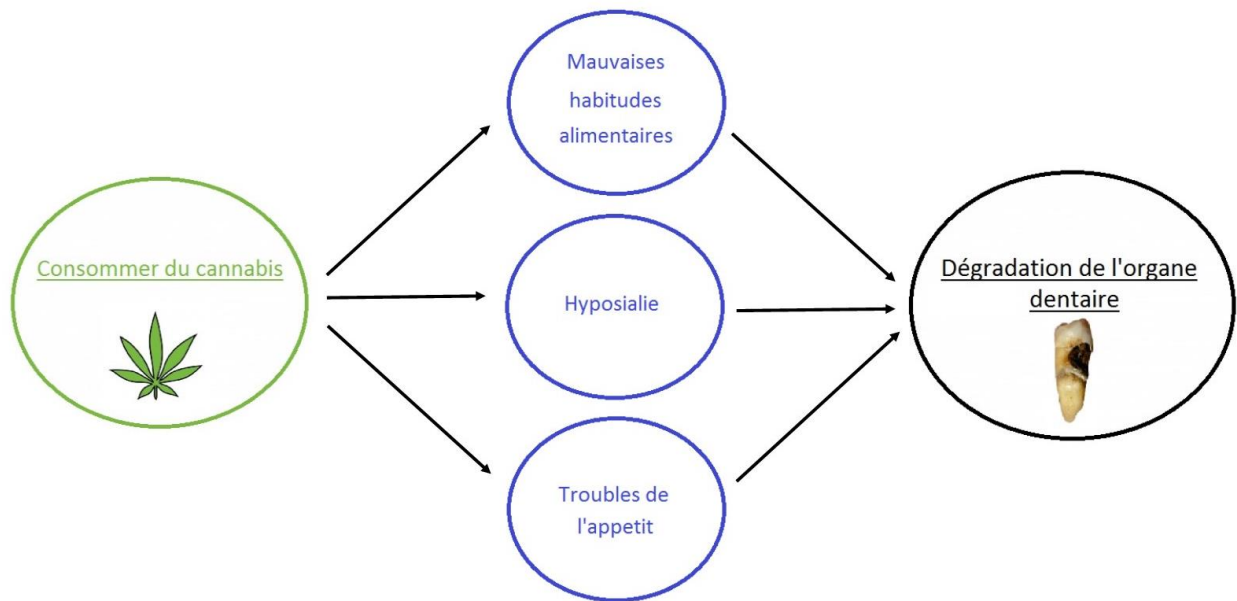 Mauvaises
habitudes
alimentaires
Consommer du cannabis
Hyposialie
Dégradation de l'organe
dentaire
Troubles de
l'appetit